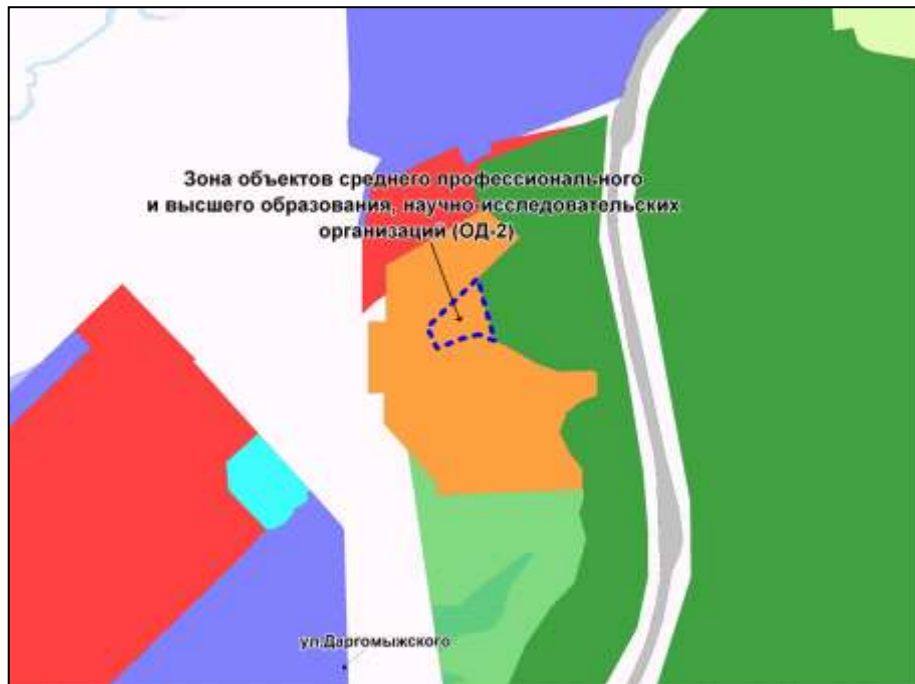 Зона объектов среднего профессионального
и высшего образования, научно-исследовательских
организаций (ОД-2)
ул.Даргомыжского